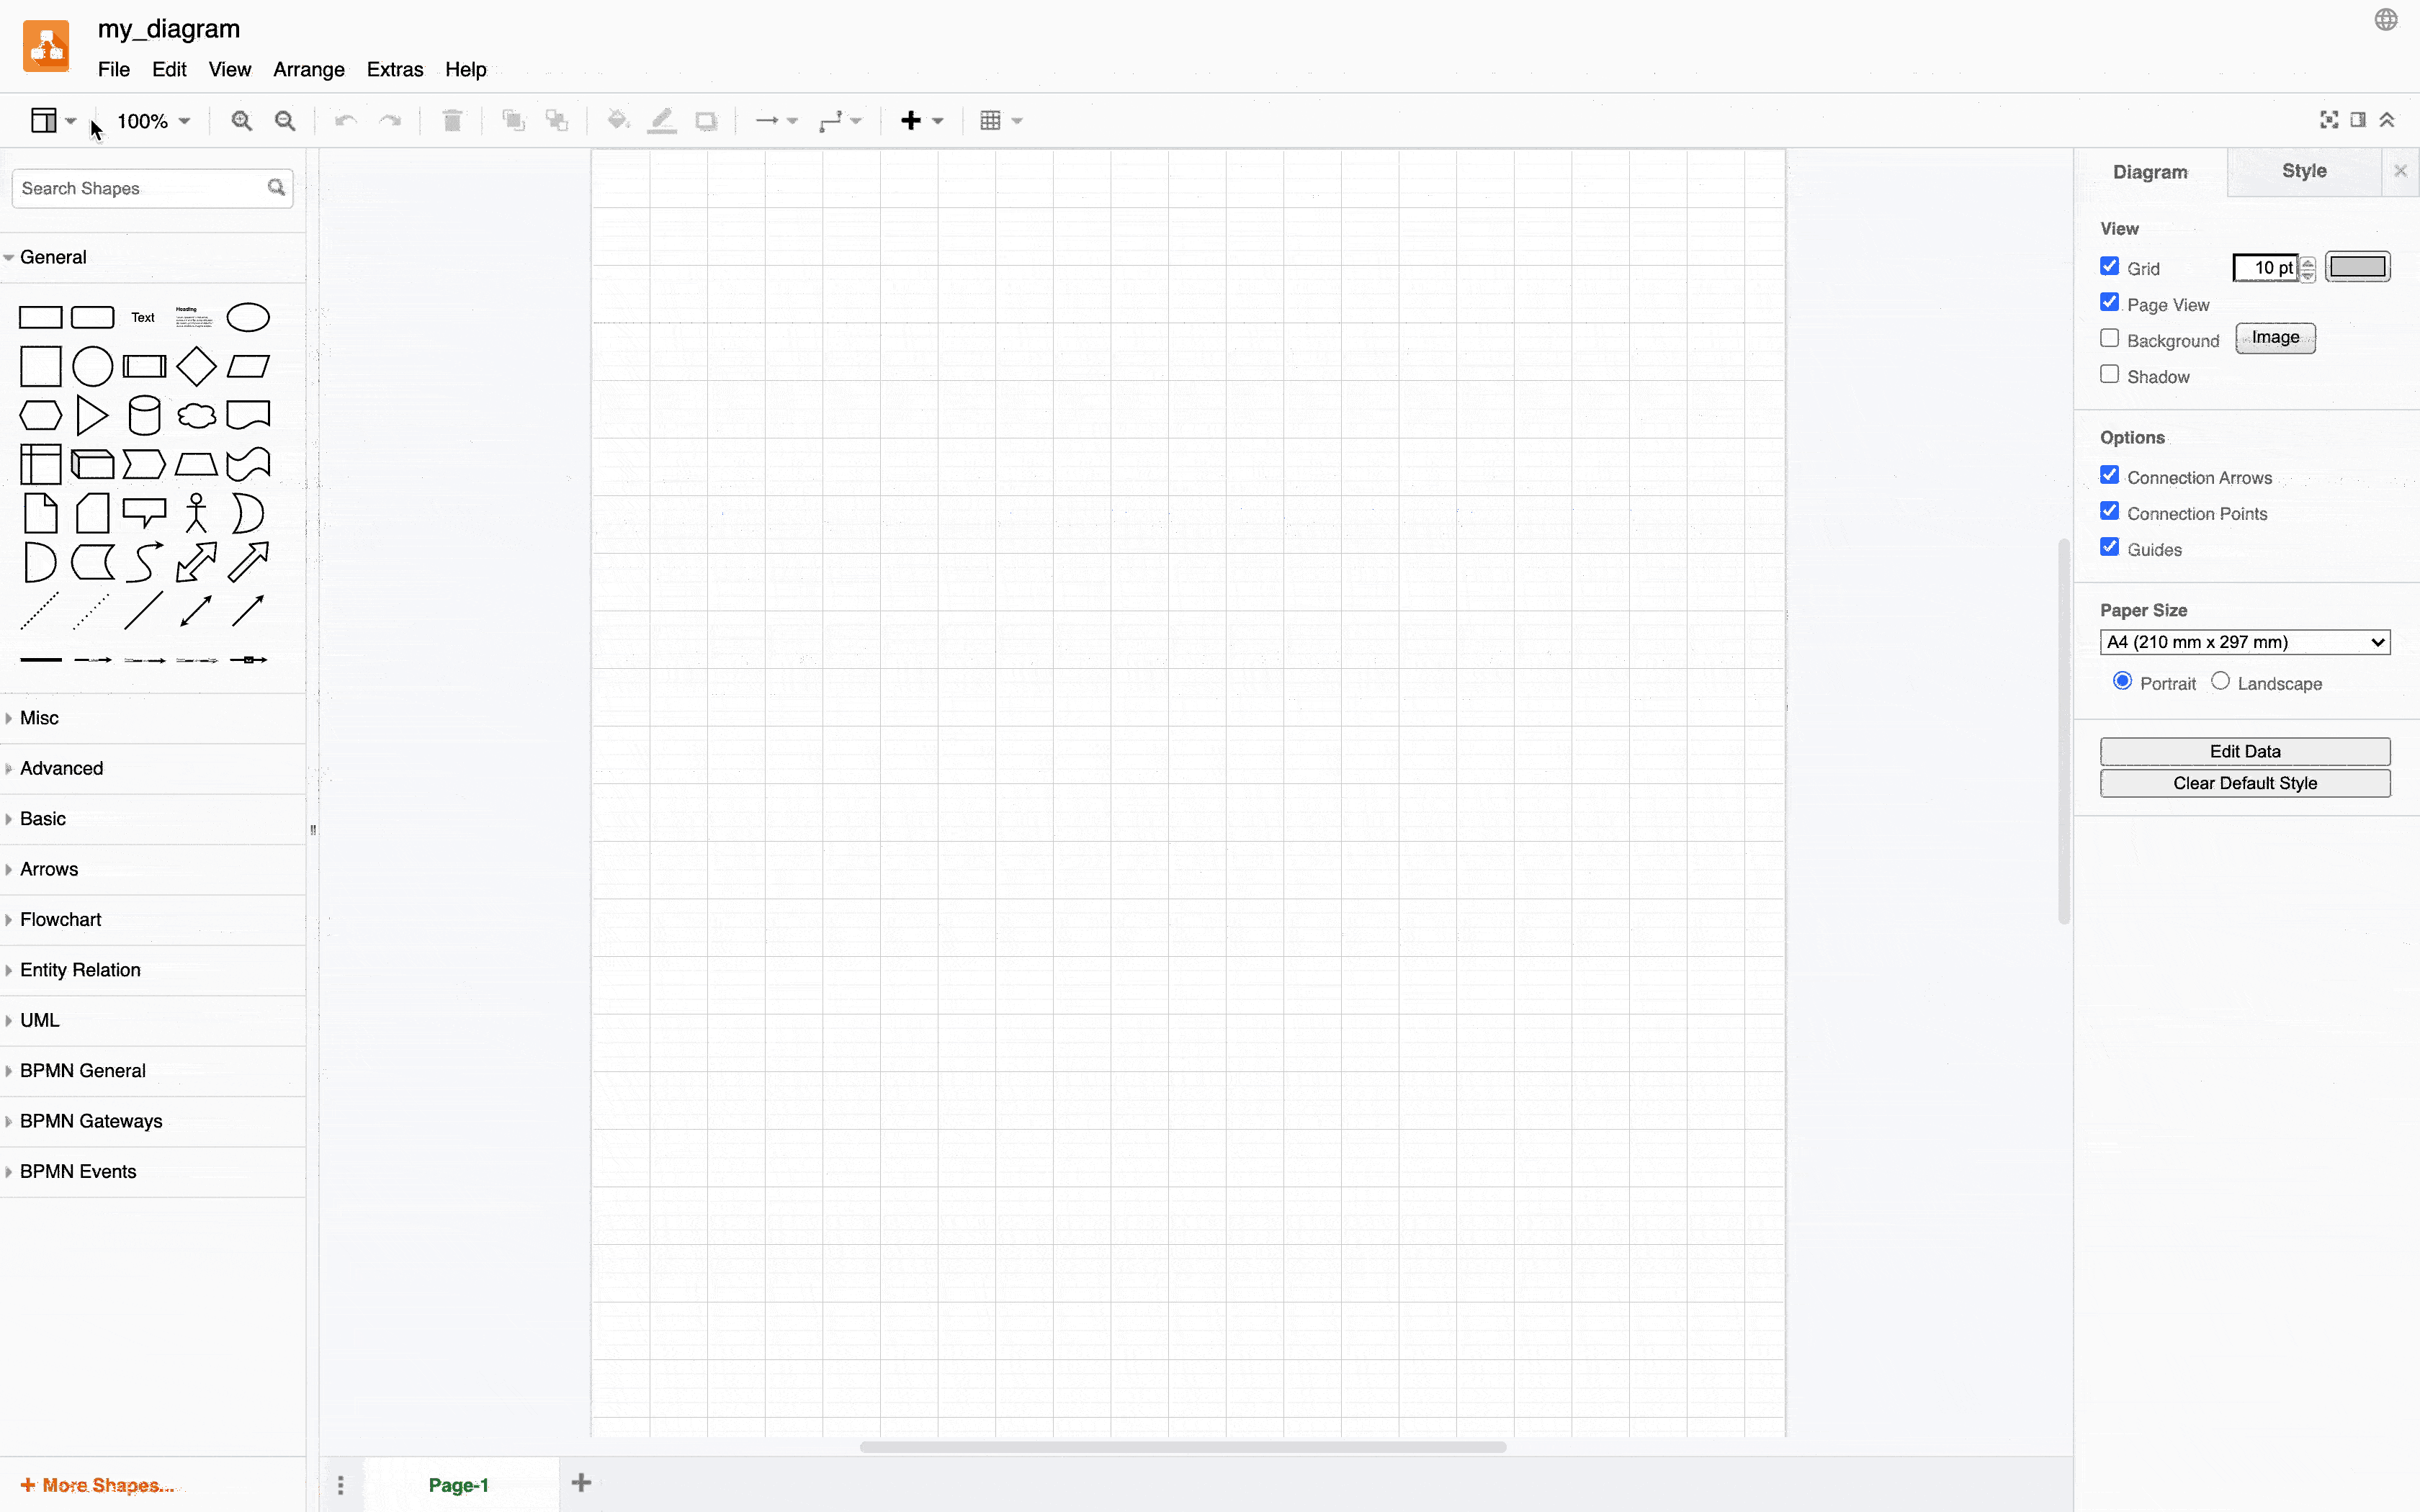 my_diagram
File Edit View Arrange Extras Help
100%
Search Shapes
General
Text
Heading
Misc
Advanced
Basic
Arrows
Flowchart
Entity Relation
UML
BPMN General
BPMN Gateways
BPMN Events
+ More Shapes...
Page-1
Diagram
Style
View
Grid
10 pt
Page View
Background
Image
Shadow
Options
Connection Arrows
Connection Points
Guides
Paper Size
A4 (210 mm x 297 mm)
Portrait
Landscape
Edit Data
Clear Default Style